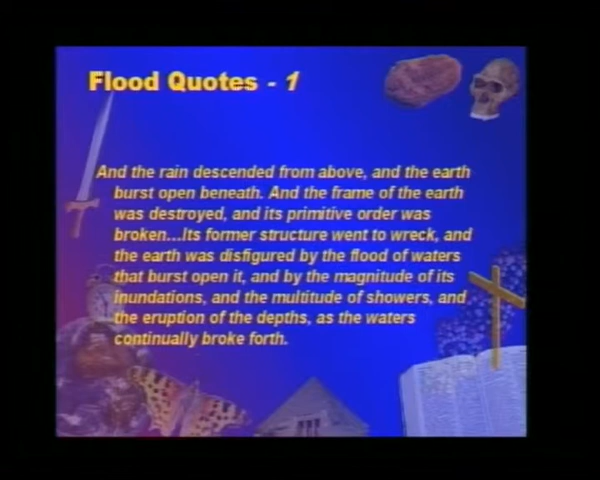 Flood Quotes - 1
And the rain descended from above, and the earth
burst open beneath. And the frame of the earth
was destroyed, and its primitive order was
broken...Its former structure went to wreck, and
the earth was disfigured by the flood of waters
that burst open it, and by the magnitude of its
inundations, and the multitude of showers, and
the eruption of the depths, as the waters
continually broke forth.